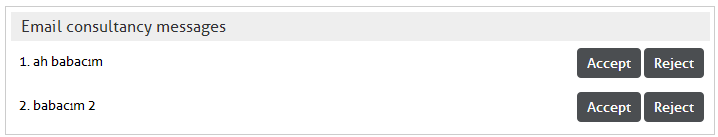 Email consultancy messages
1. ah babacım Accept Reject
2. babacım 2 Accept Reject